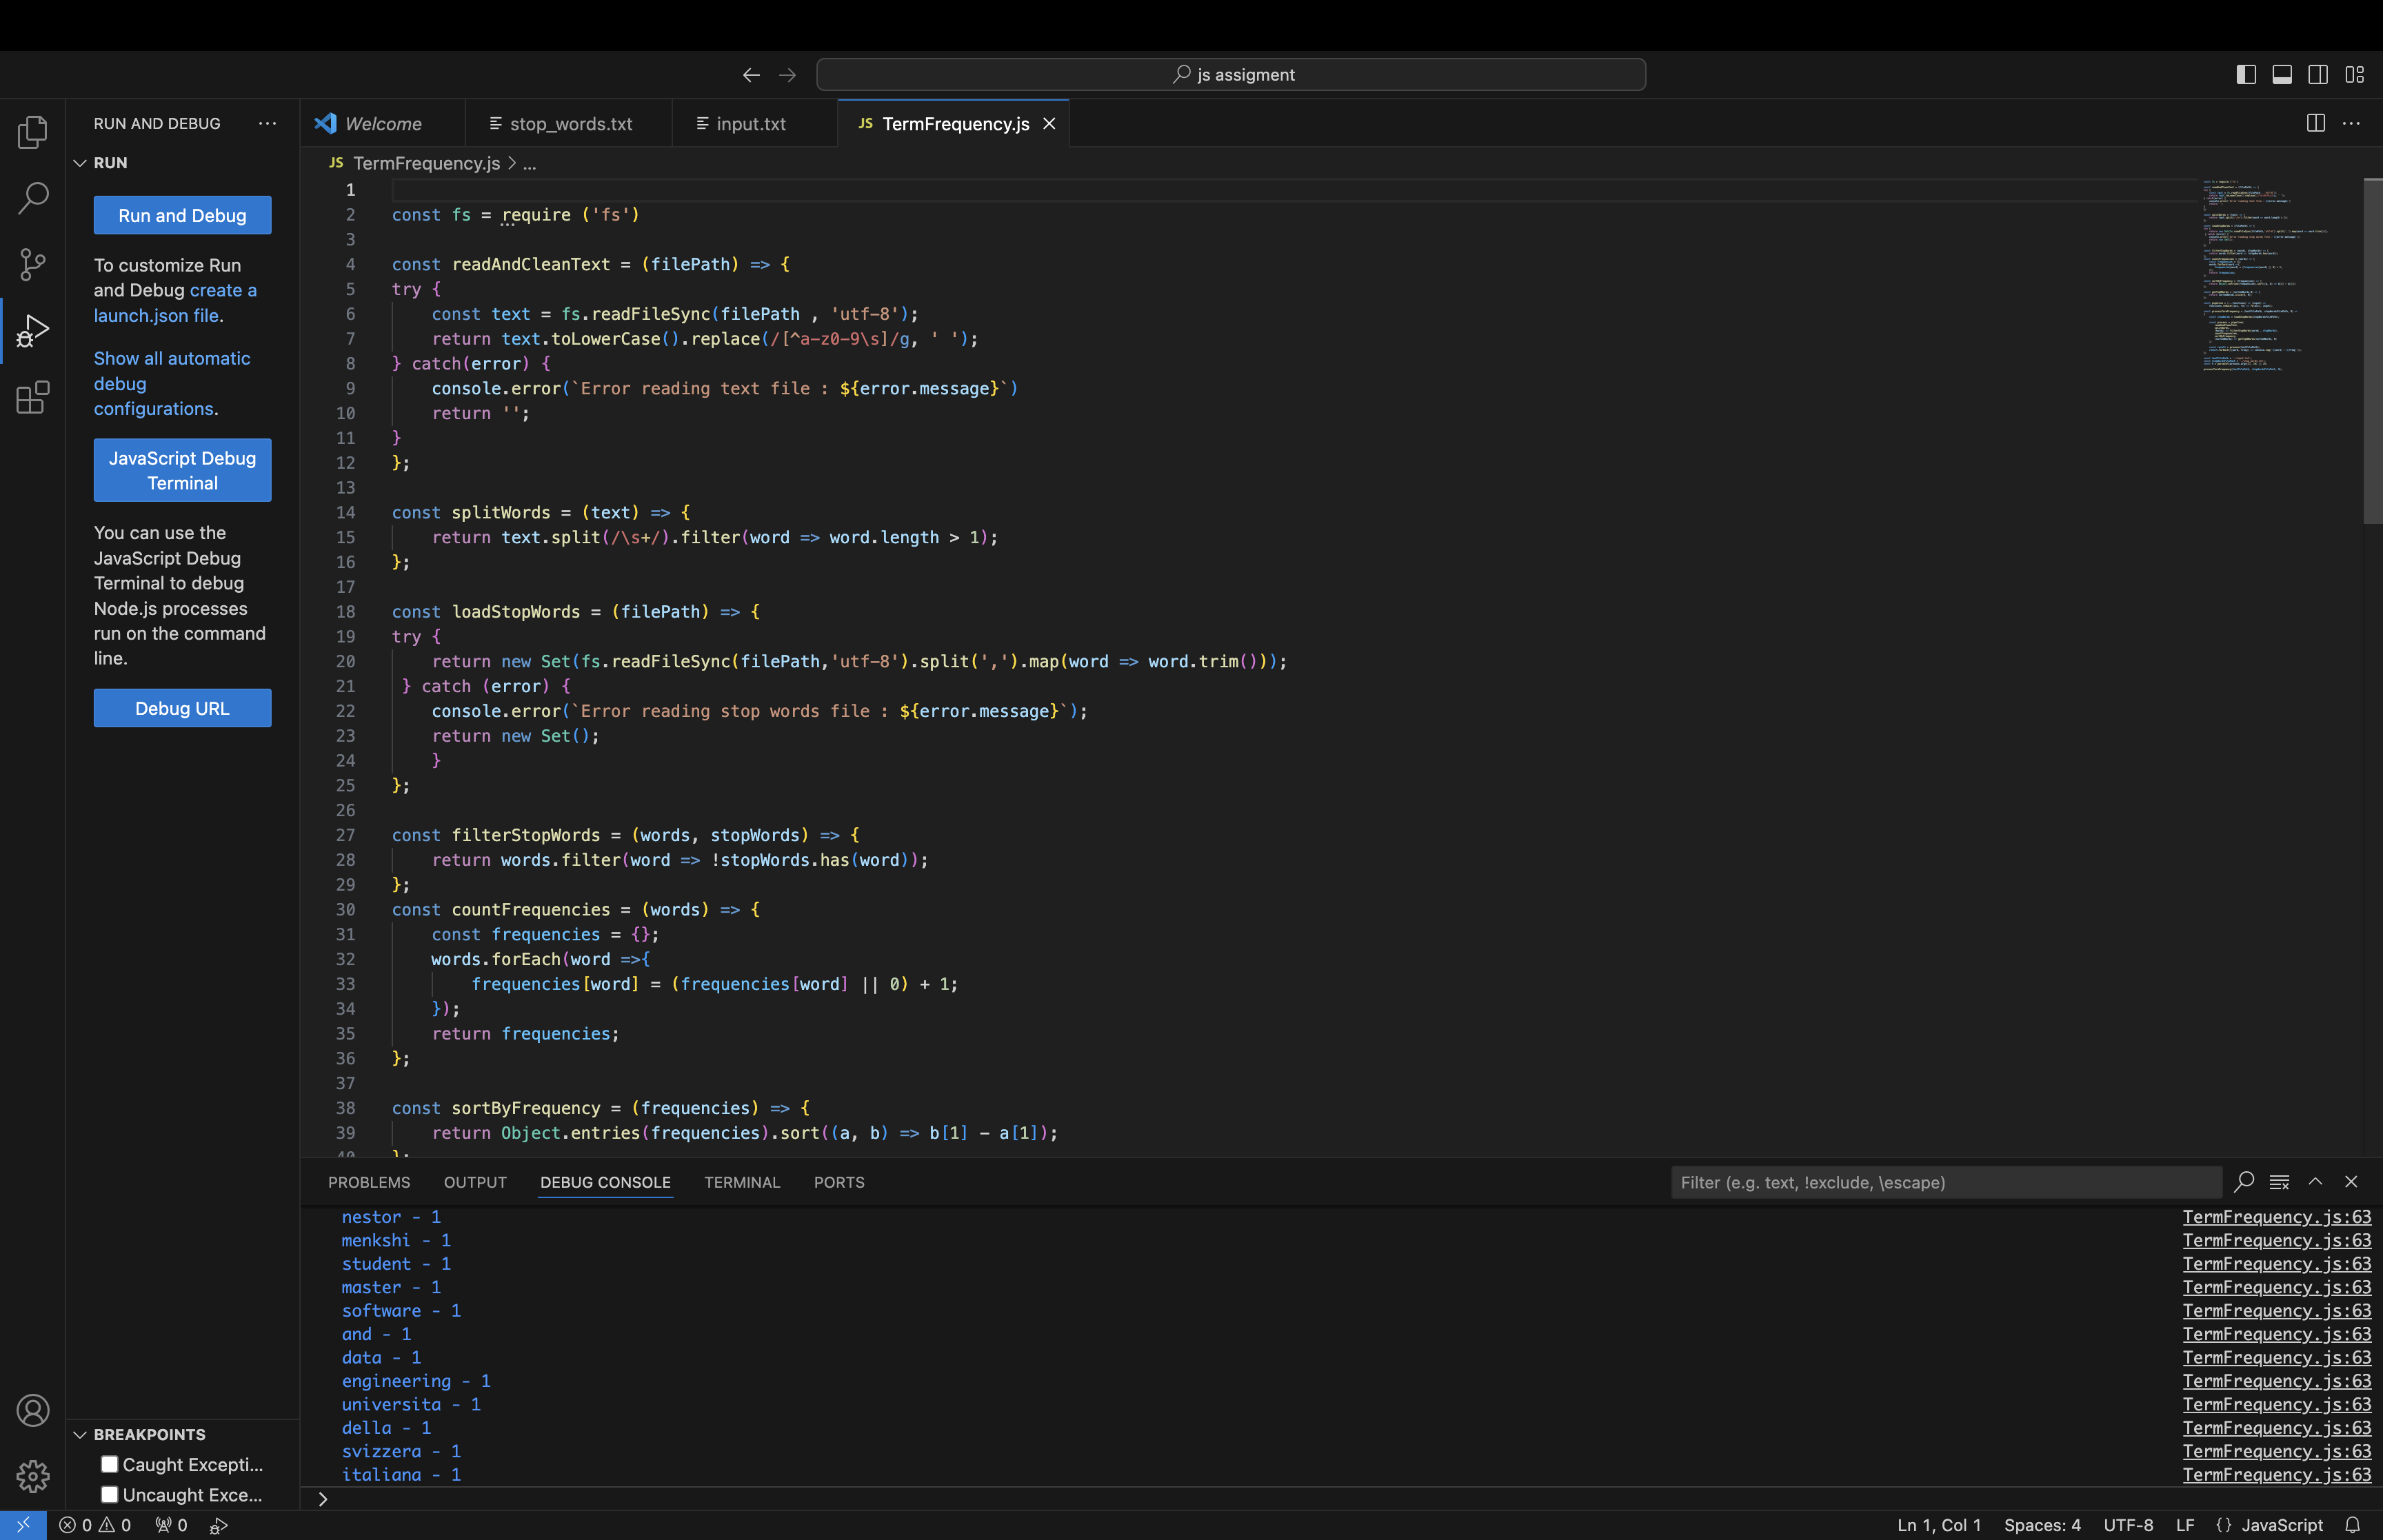 js assigment
RUN AND DEBUG
RUN
Run and Debug
To customize Run
and Debug create a
launch.json file.
Show all automatic
debug
configurations.
JavaScript Debug
Terminal
You can use the
JavaScript Debug
Terminal to debug
Node.js processes
run on the command
line.
Debug URL
BREAKPOINTS
Caught Excepti...
Uncaught Exce...
Welcome stop_words.txt input.txt JS TermFrequency.js
JS TermFrequency.js > ...
1
2 const fs = require ('fs')
3
4 const readAndCleanText = (filePath) => {
5 try {
6 const text = fs.readFileSync(filePath , 'utf-8');
7 return text.toLowerCase().replace(/[^a-z0-9\s]/g, ' ');
8 } catch(error) {
9 console.error(`Error reading text file : ${error.message}`)
10 return '';
11 }
12 };
13
14 const splitWords = (text) => {
15 return text.split(/\s+/).filter(word => word.length > 1);
16 };
17
18 const loadStopWords = (filePath) => {
19 try {
20 return new Set(fs.readFileSync(filePath,'utf-8').split(',').map(word => word.trim()));
21 } catch (error) {
22 console.error(`Error reading stop words file : ${error.message}`);
23 return new Set();
24 }
25 };
26
27 const filterStopWords = (words, stopWords) => {
28 return words.filter(word => !stopWords.has(word));
29 };
30 const countFrequencies = (words) => {
31 const frequencies = {};
32 words.forEach(word =>{
33 frequencies[word] = (frequencies[word] || 0) + 1;
34 });
35 return frequencies;
36 };
37
38 const sortByFrequency = (frequencies) => {
39 return Object.entries(frequencies).sort((a, b) => b[1] - a[1]);
40 };
PROBLEMS OUTPUT DEBUG CONSOLE TERMINAL PORTS Filter (e.g. text, !exclude, \escape)
nestor - 1 TermFrequency.js:63
menkshi - 1 TermFrequency.js:63
student - 1 TermFrequency.js:63
master - 1 TermFrequency.js:63
software - 1 TermFrequency.js:63
and - 1 TermFrequency.js:63
data - 1 TermFrequency.js:63
engineering - 1 TermFrequency.js:63
universita - 1 TermFrequency.js:63
della - 1 TermFrequency.js:63
svizzera - 1 TermFrequency.js:63
italiana - 1 TermFrequency.js:63
>
0 0 0 Ln 1, Col 1 Spaces: 4 UTF-8 LF {} JavaScript